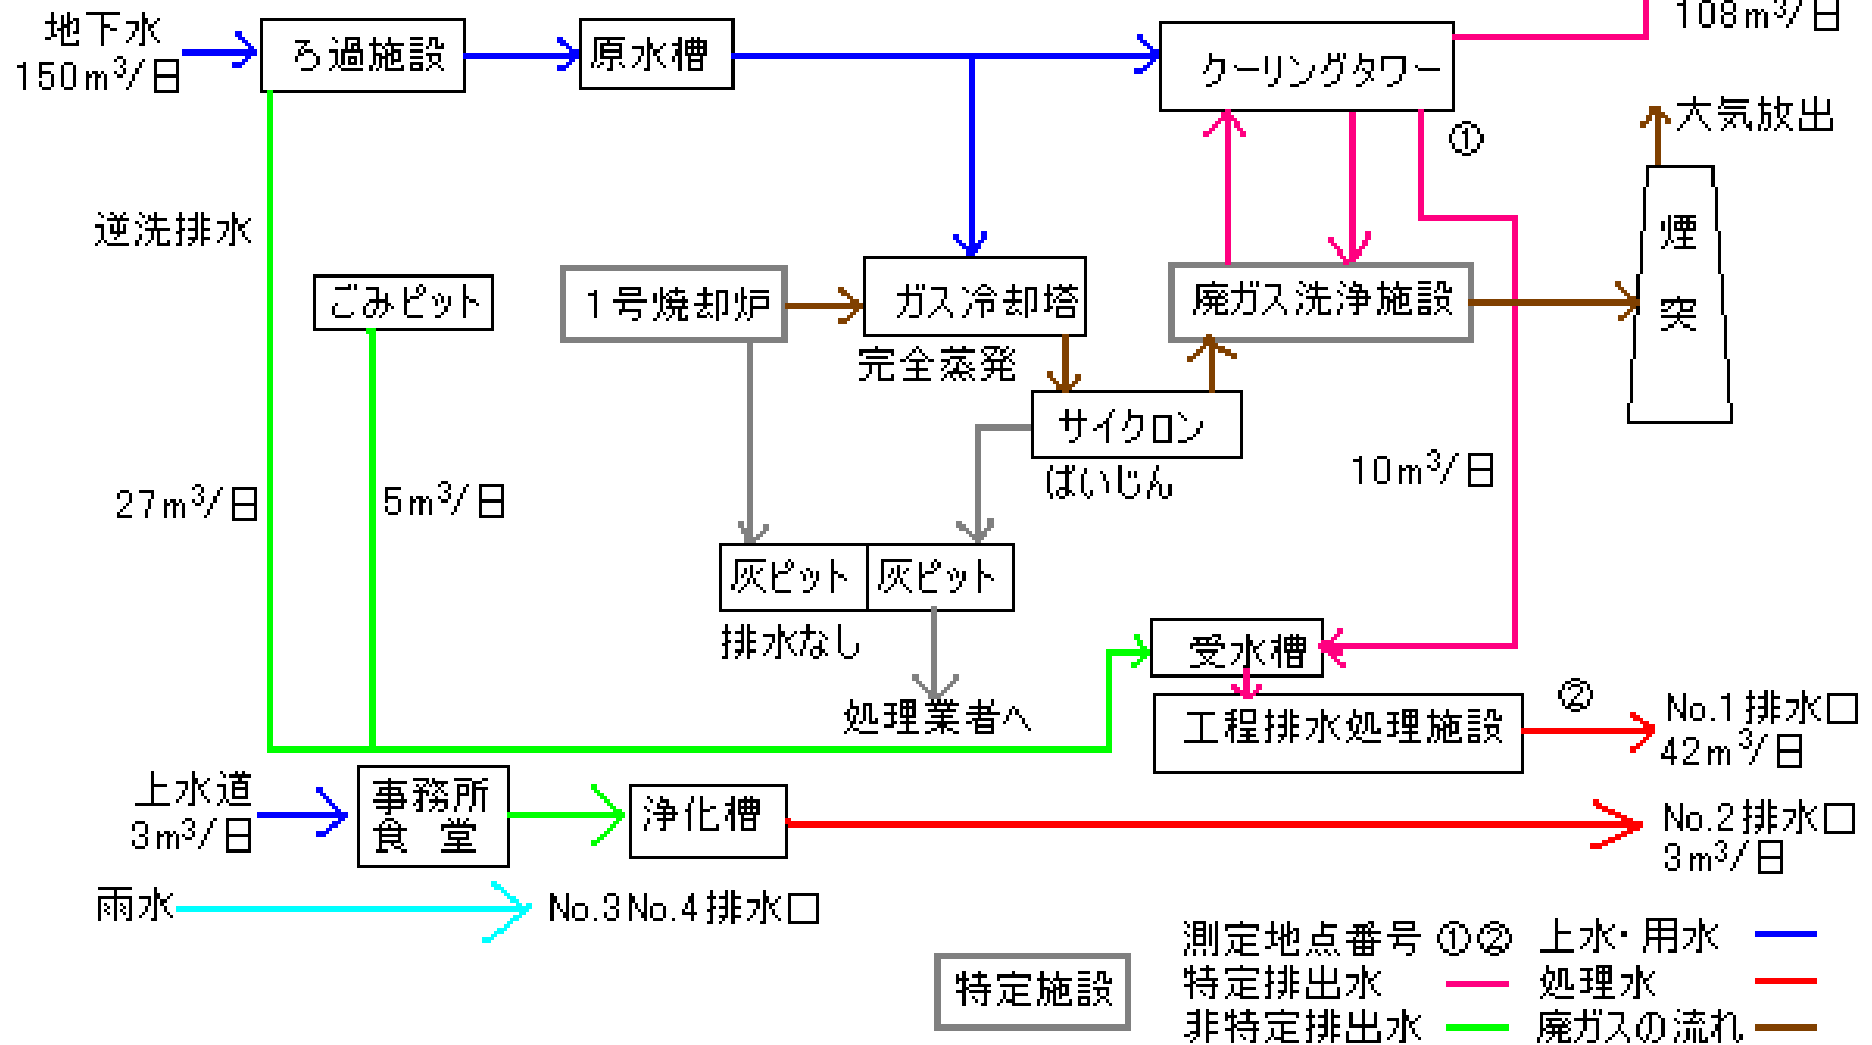 108m³/日
地下水
150m³/日
ろ過施設
原水槽
クーリングタワー
①
大気放出
煙
突
逆洗排水
ごみピット
1号焼却炉
ガス冷却塔
完全蒸発
廃ガス洗浄施設
サイクロン
ばいじん
10m³/日
27m³/日
5m³/日
灰ピット
灰ピット
排水なし
処理業者へ
受水槽
工程排水処理施設
②
No.1排水口
42m³/日
上水道
3m³/日
事務所
食 堂
浄化槽
No.2排水口
3m³/日
雨水
No.3No.4排水口
特定施設
測定地点番号 ①②
特定排出水
非特定排出水
上水・用水
処理水
廃ガスの流れ